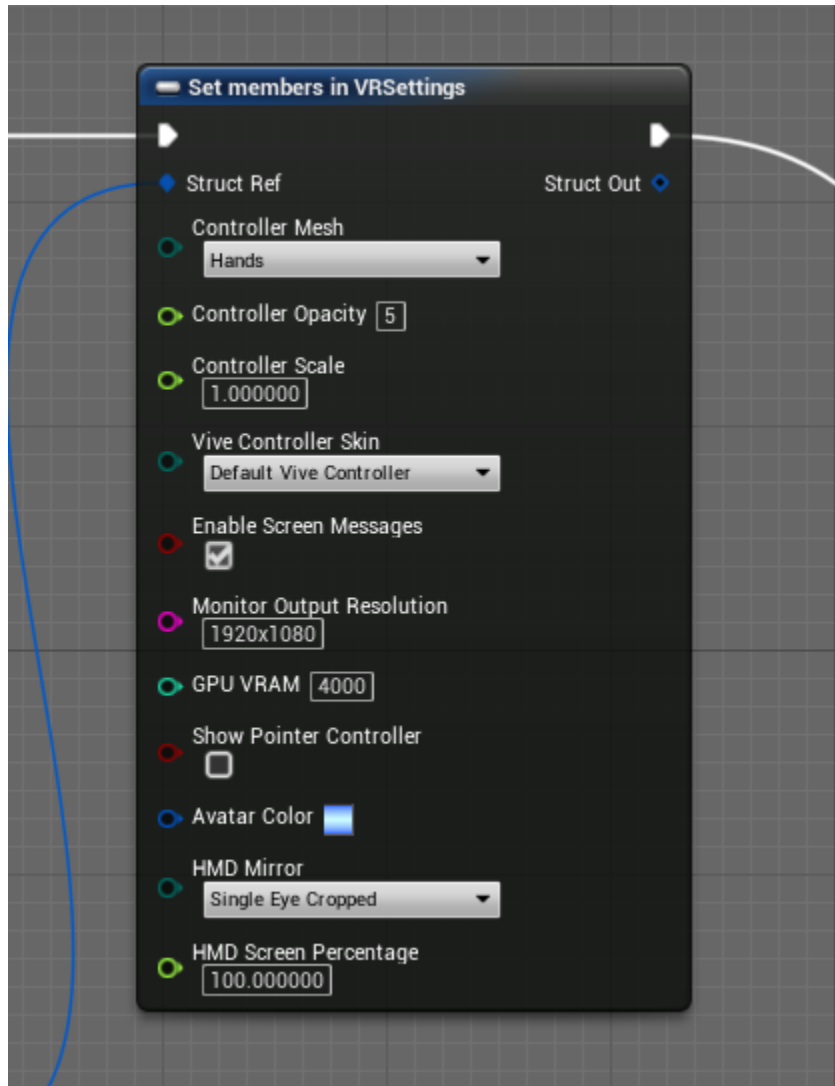 Set members in VRSettings
Struct Ref
Struct Out
Controller Mesh
Hands
Controller Opacity 5
Controller Scale
1.000000
Vive Controller Skin
Default Vive Controller
Enable Screen Messages
Monitor Output Resolution
1920x1080
GPU VRAM 4000
Show Pointer Controller
Avatar Color
HMD Mirror
Single Eye Cropped
HMD Screen Percentage
100.000000